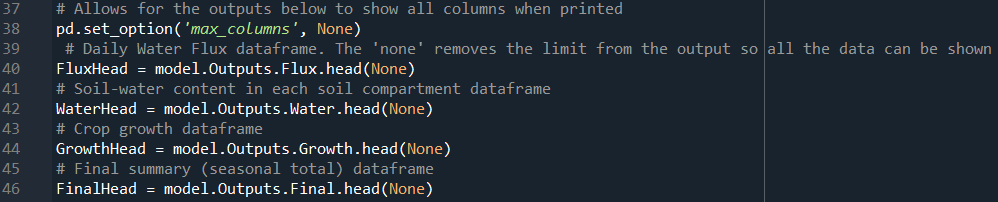 37 # Allows for the outputs below to show all columns when printed
38 pd.set_option('max_columns', None)
39 # Daily Water Flux dataframe. The 'none' removes the limit from the output so all the data can be shown
40 FluxHead = model.Outputs.Flux.head(None)
41 # Soil-water content in each soil compartment dataframe
42 WaterHead = model.Outputs.Water.head(None)
43 # Crop growth dataframe
44 GrowthHead = model.Outputs.Growth.head(None)
45 # Final summary (seasonal total) dataframe
46 FinalHead = model.Outputs.Final.head(None)